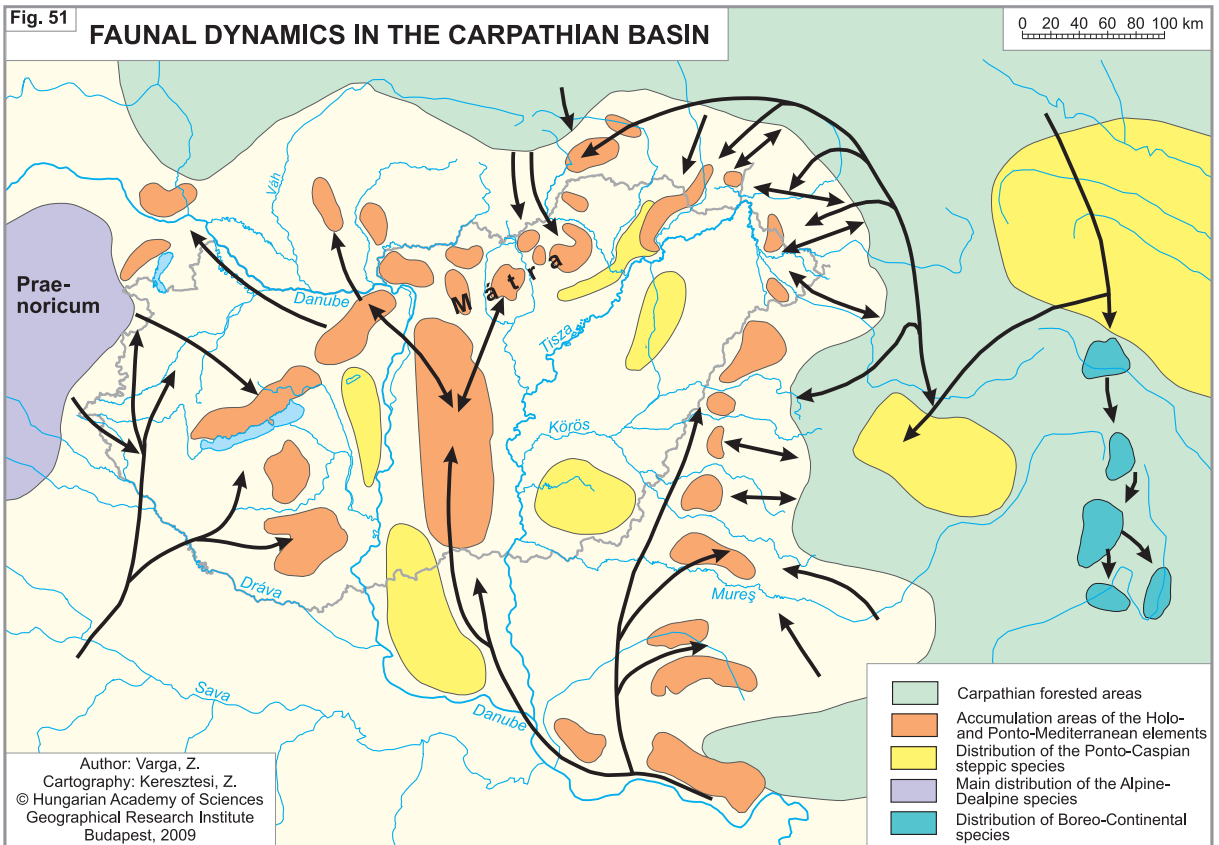 Fig. 51
FAUNAL DYNAMICS IN THE CARPATHIAN BASIN
0 20 40 60 80 100 km
Váh
Prae-
noricum
Danube
Mátra
Tisza
Körös
Dráva
Mureş
Sava
Danube
Carpathian forested areas
Accumulation areas of the Holo-
and Ponto-Mediterranean elements
Distribution of the Ponto-Caspian
steppic species
Main distribution of the Alpine-
Dealpine species
Distribution of Boreo-Continental
species
Author: Varga, Z.
Cartography: Keresztesi, Z.
© Hungarian Academy of Sciences
Geographical Research Institute
Budapest, 2009